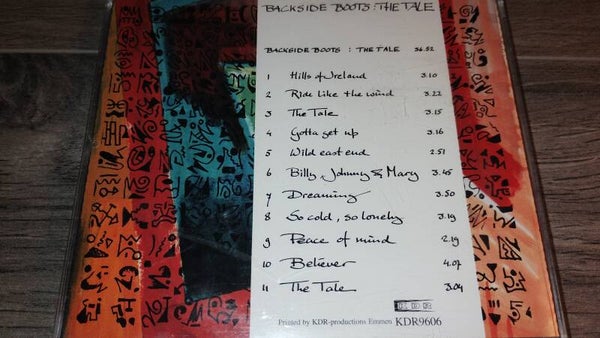 BACKSIDE BOOTS : THE TALE
BACKSIDE BOOTS : THE TALE 36.52
1 Hills of Ireland 3.10
2 Ride like the wind 3.22
3 The Tale 3.15
4 Gotta get up 3.16
5 Wild east end 2.51
6 Billy, Johnny & Mary 3.45
7 Dreaming 3.50
8 So cold, so lonely 3.19
9 Peace of mind 2.19
10 Believer 4.07
11 The Tale 3.04
KDR
Printed by KDR-productions Emmen KDR9606